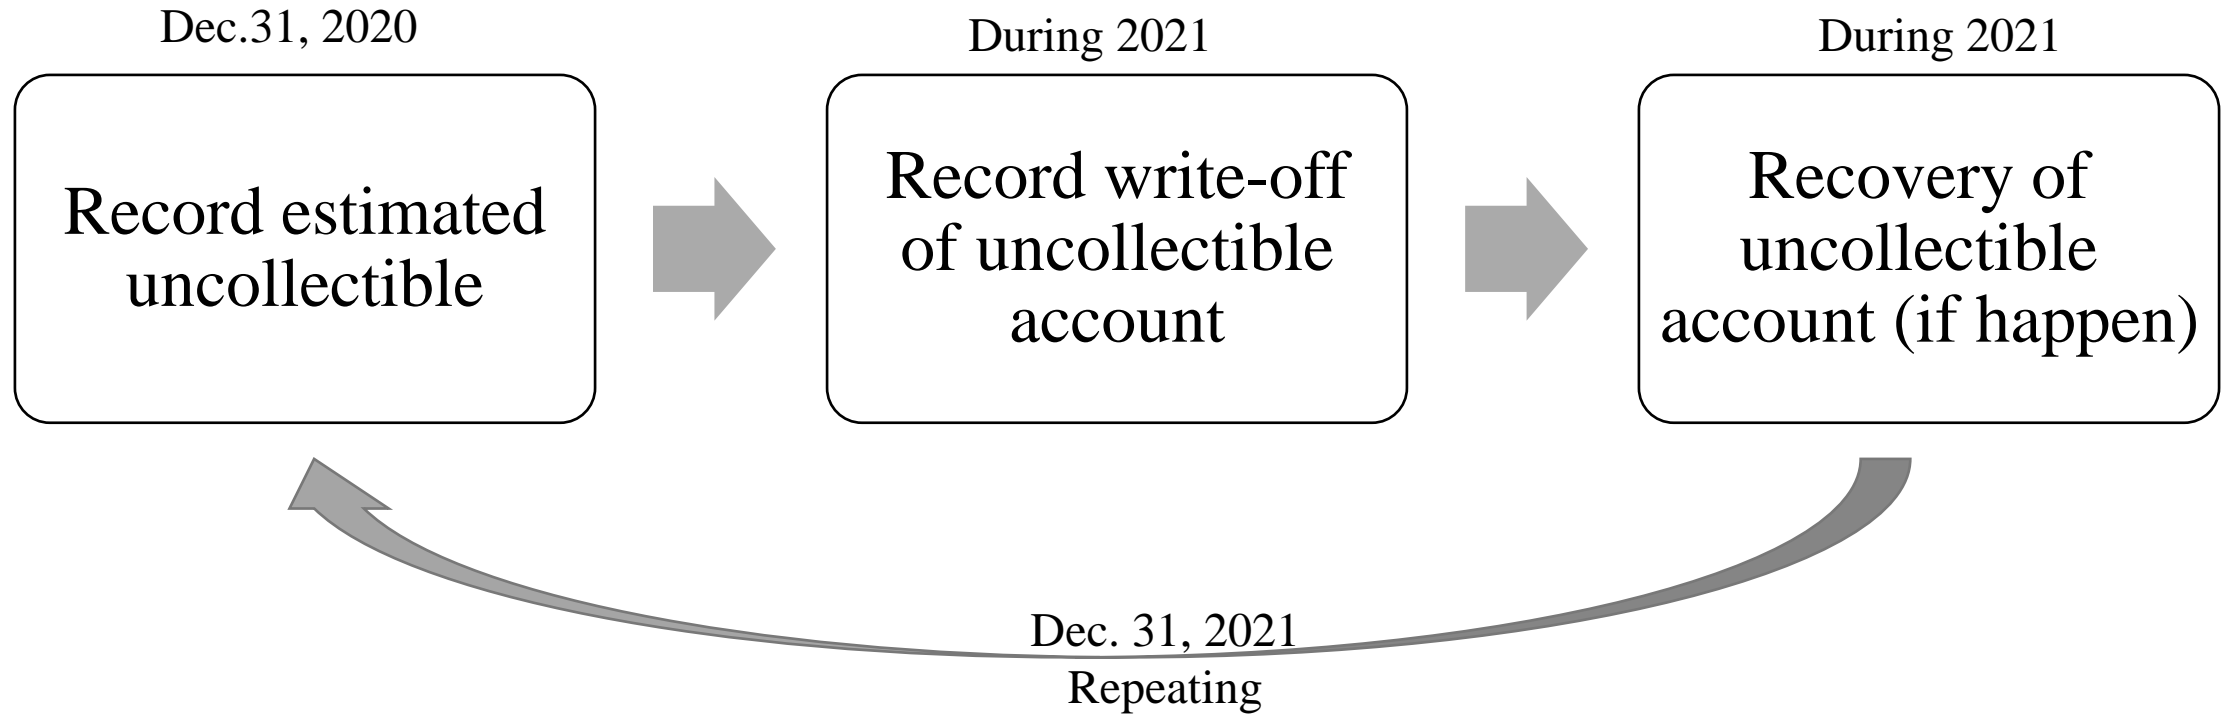 Dec.31, 2020
Record estimated
uncollectible
During 2021
Record write-off
of uncollectible
account
During 2021
Recovery of
uncollectible
account (if happen)
Dec. 31, 2021
Repeating